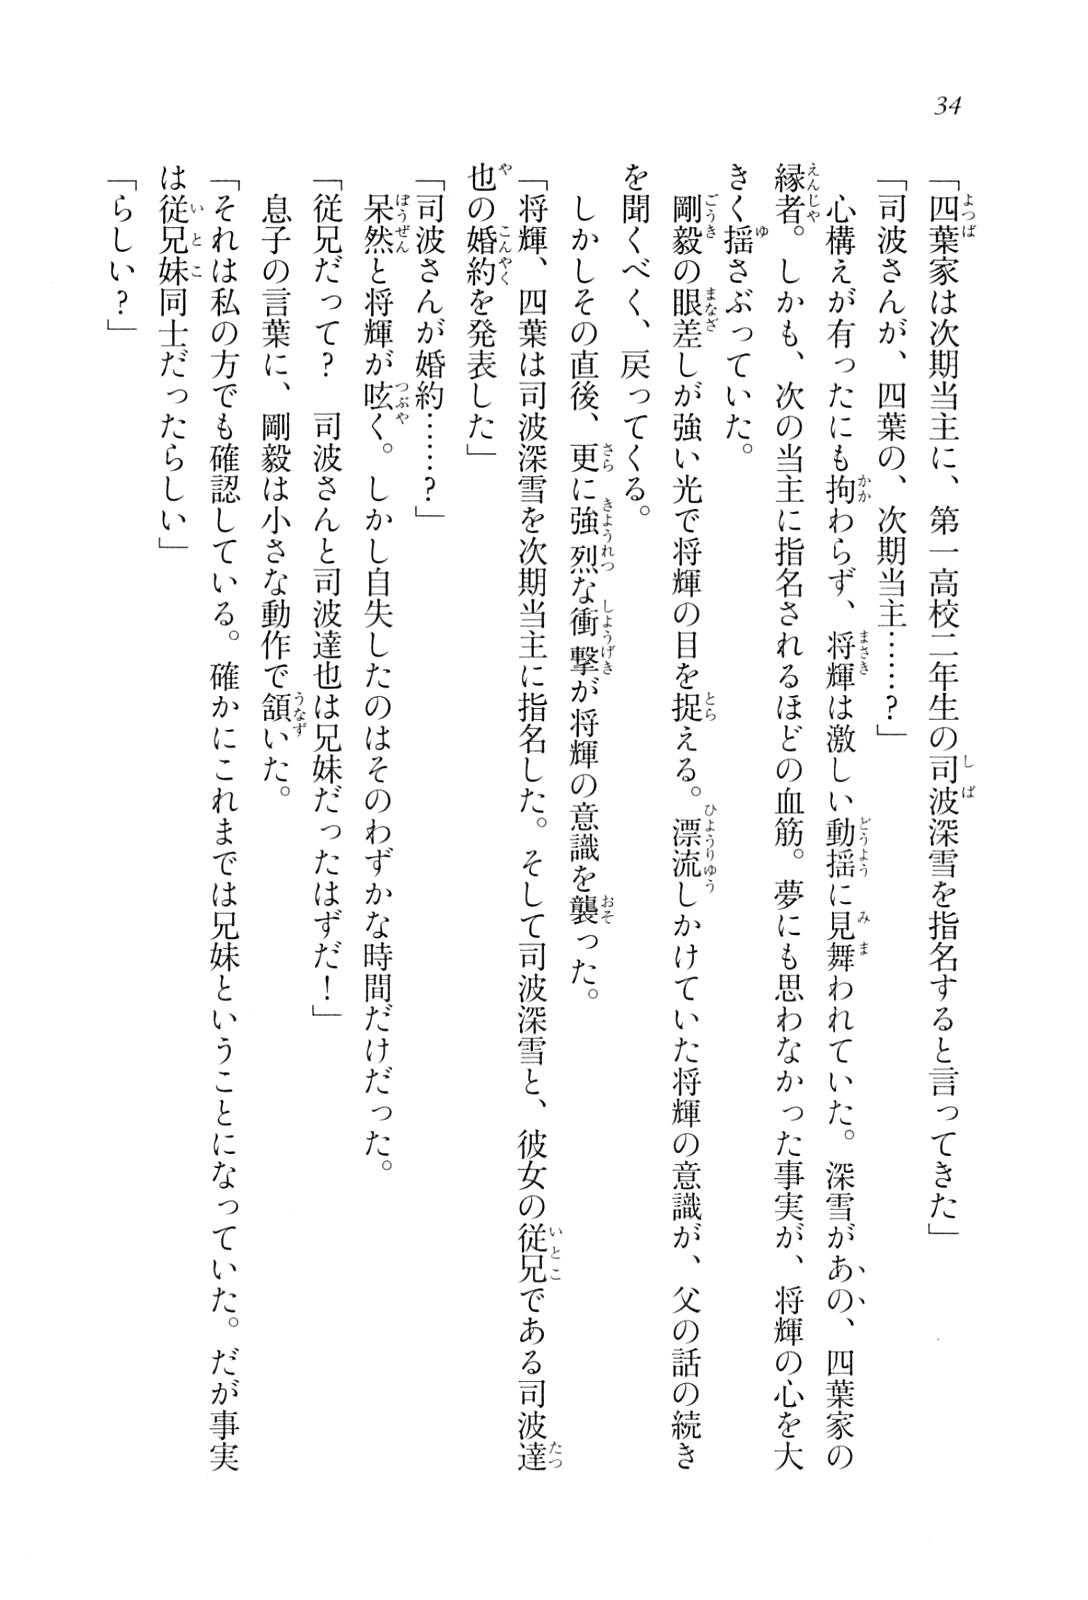 34
「四葉家は次期当主に、第一高校二年生の司波深雪を指名すると言ってきた」
「司波さんが、四葉の、次期当主……？」
　心構えが有ったにも拘わらず、将輝は激しい動揺に見舞われていた。深雪があの、四葉家の
縁者。しかも、次の当主に指名されるほどの血筋。夢にも思わなかった事実が、将輝の心を大
きく揺さぶっていた。
　剛毅の眼差しが強い光で将輝の目を捉える。漂流しかけていた将輝の意識が、父の話の続き
を聞くべく、戻ってくる。
　しかしその直後、更に強烈な衝撃が将輝の意識を襲った。
「将輝、四葉は司波深雪を次期当主に指名した。そして司波深雪と、彼女の従兄である司波達
也の婚約を発表した」
「司波さんが婚約……？」
　呆然と将輝が呟く。しかし自失したのはそのわずかな時間だけだった。
「従兄だって？　司波さんと司波達也は兄妹だったはずだ！」
　息子の言葉に、剛毅は小さな動作で頷いた。
「それは私の方でも確認している。確かにこれまでは兄妹ということになっていた。だが事実
は従兄妹同士だったらしい」
「らしい？」